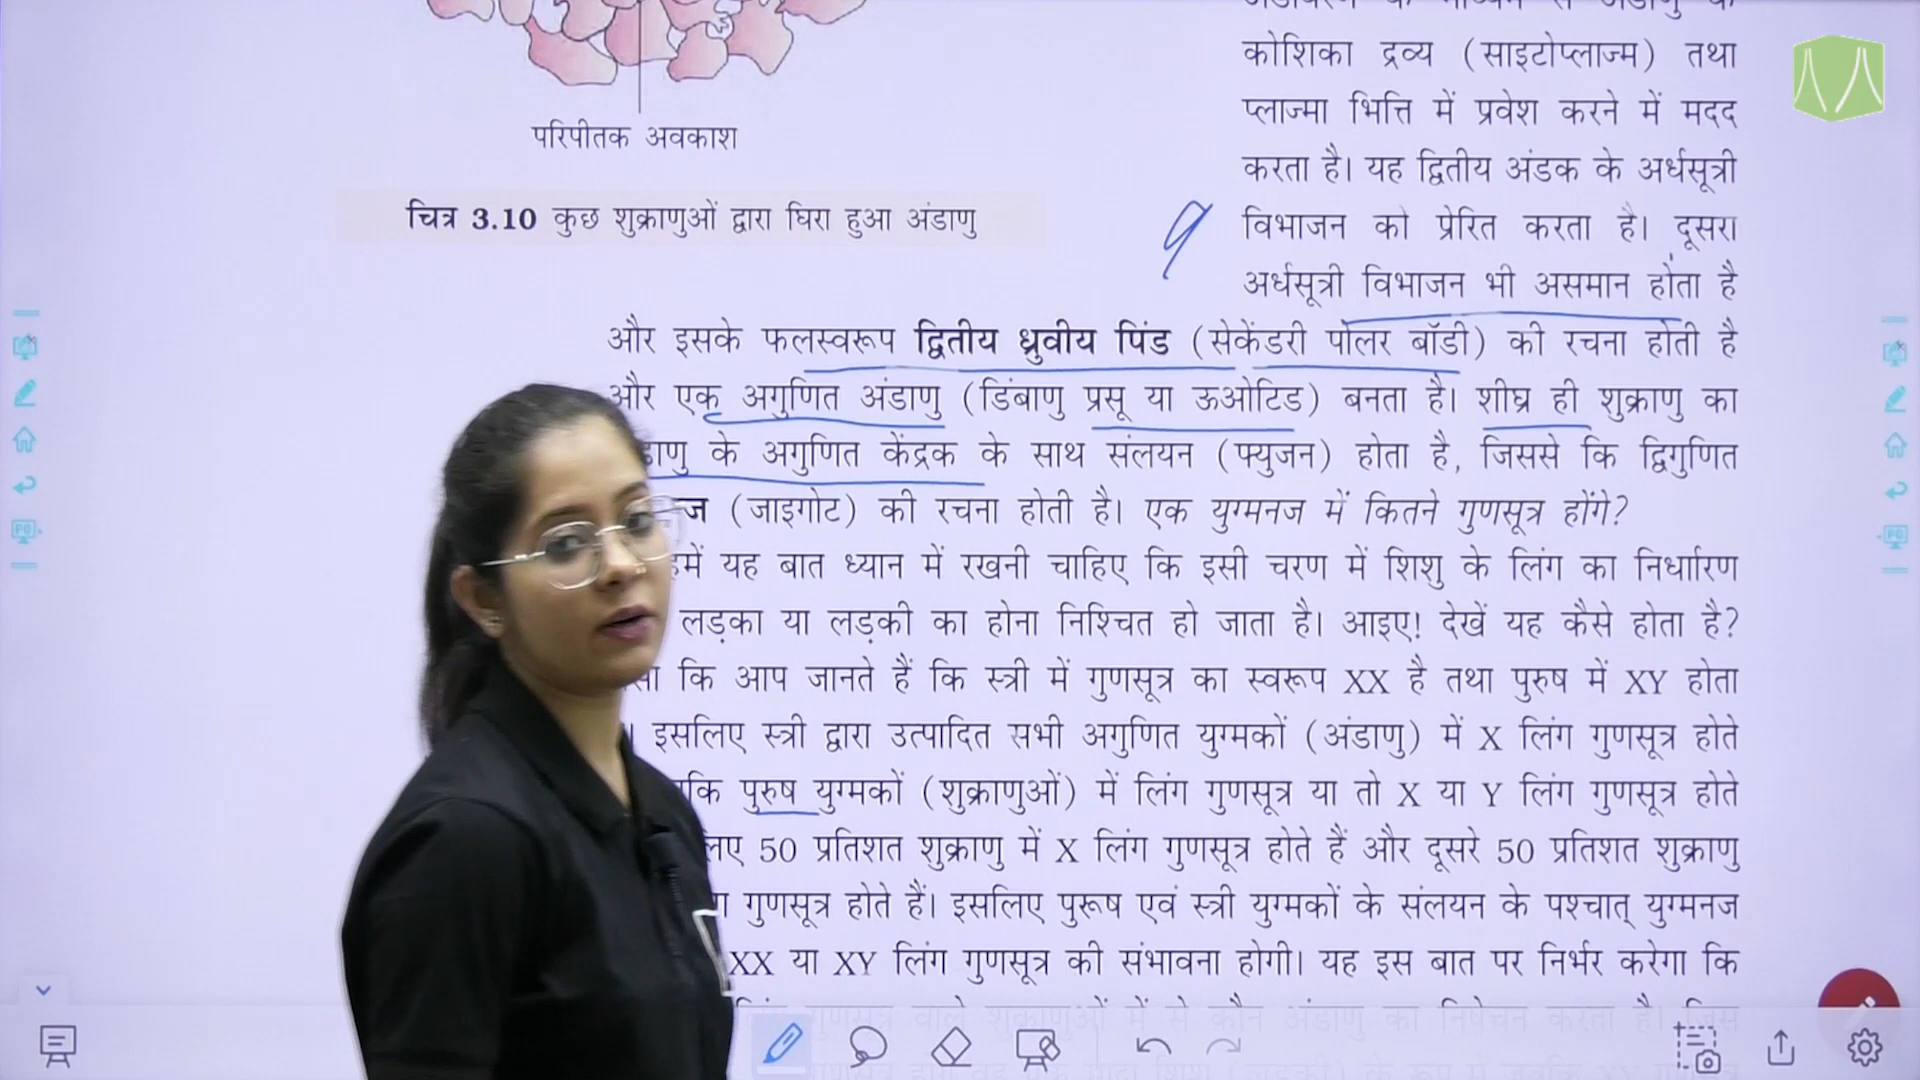 परिपीतक अवकाश
चित्र 3.10 कुछ शुक्राणुओं द्वारा घिरा हुआ अंडाणु
कोशिका द्रव्य (साइटोप्लाज्म) तथा
प्लाज्मा भित्ति में प्रवेश करने में मदद
करता है। यह द्वितीय अंडक के अर्धसूत्री
विभाजन को प्रेरित करता है। दूसरा
अर्धसूत्री विभाजन भी असमान होता है
और इसके फलस्वरूप द्वितीय ध्रुवीय पिंड (सेकेंडरी पोलर बॉडी) की रचना होती है
और एक अगुणित अंडाणु (डिंबाणु प्रसू या ऊओटिड) बनता है। शीघ्र ही शुक्राणु का
के अगुणित केंद्रक के साथ संलयन (फ्युजन) होता है, जिससे कि द्विगुणित
(जाइगोट) की रचना होती है। एक युग्मनज में कितने गुणसूत्र होंगे?
यह बात ध्यान में रखनी चाहिए कि इसी चरण में शिशु के लिंग का निर्धारण
लड़का या लड़की का होना निश्चित हो जाता है। आइए! देखें यह कैसे होता है?
कि आप जानते हैं कि स्त्री में गुणसूत्र का स्वरूप XX है तथा पुरुष में XY होता
इसलिए स्त्री द्वारा उत्पादित सभी अगुणित युग्मकों (अंडाणु) में X लिंग गुणसूत्र होते
कि पुरुष युग्मकों (शुक्राणुओं) में लिंग गुणसूत्र या तो X या Y लिंग गुणसूत्र होते
50 प्रतिशत शुक्राणु में X लिंग गुणसूत्र होते हैं और दूसरे 50 प्रतिशत शुक्राणु
गुणसूत्र होते हैं। इसलिए पुरूष एवं स्त्री युग्मकों के संलयन के पश्चात् युग्मनज
XX या XY लिंग गुणसूत्र की संभावना होगी। यह इस बात पर निर्भर करेगा कि
गुणसूत्र वाले शुक्राणुओं में से कौन अंडाणु का निषेचन करता है। जिस